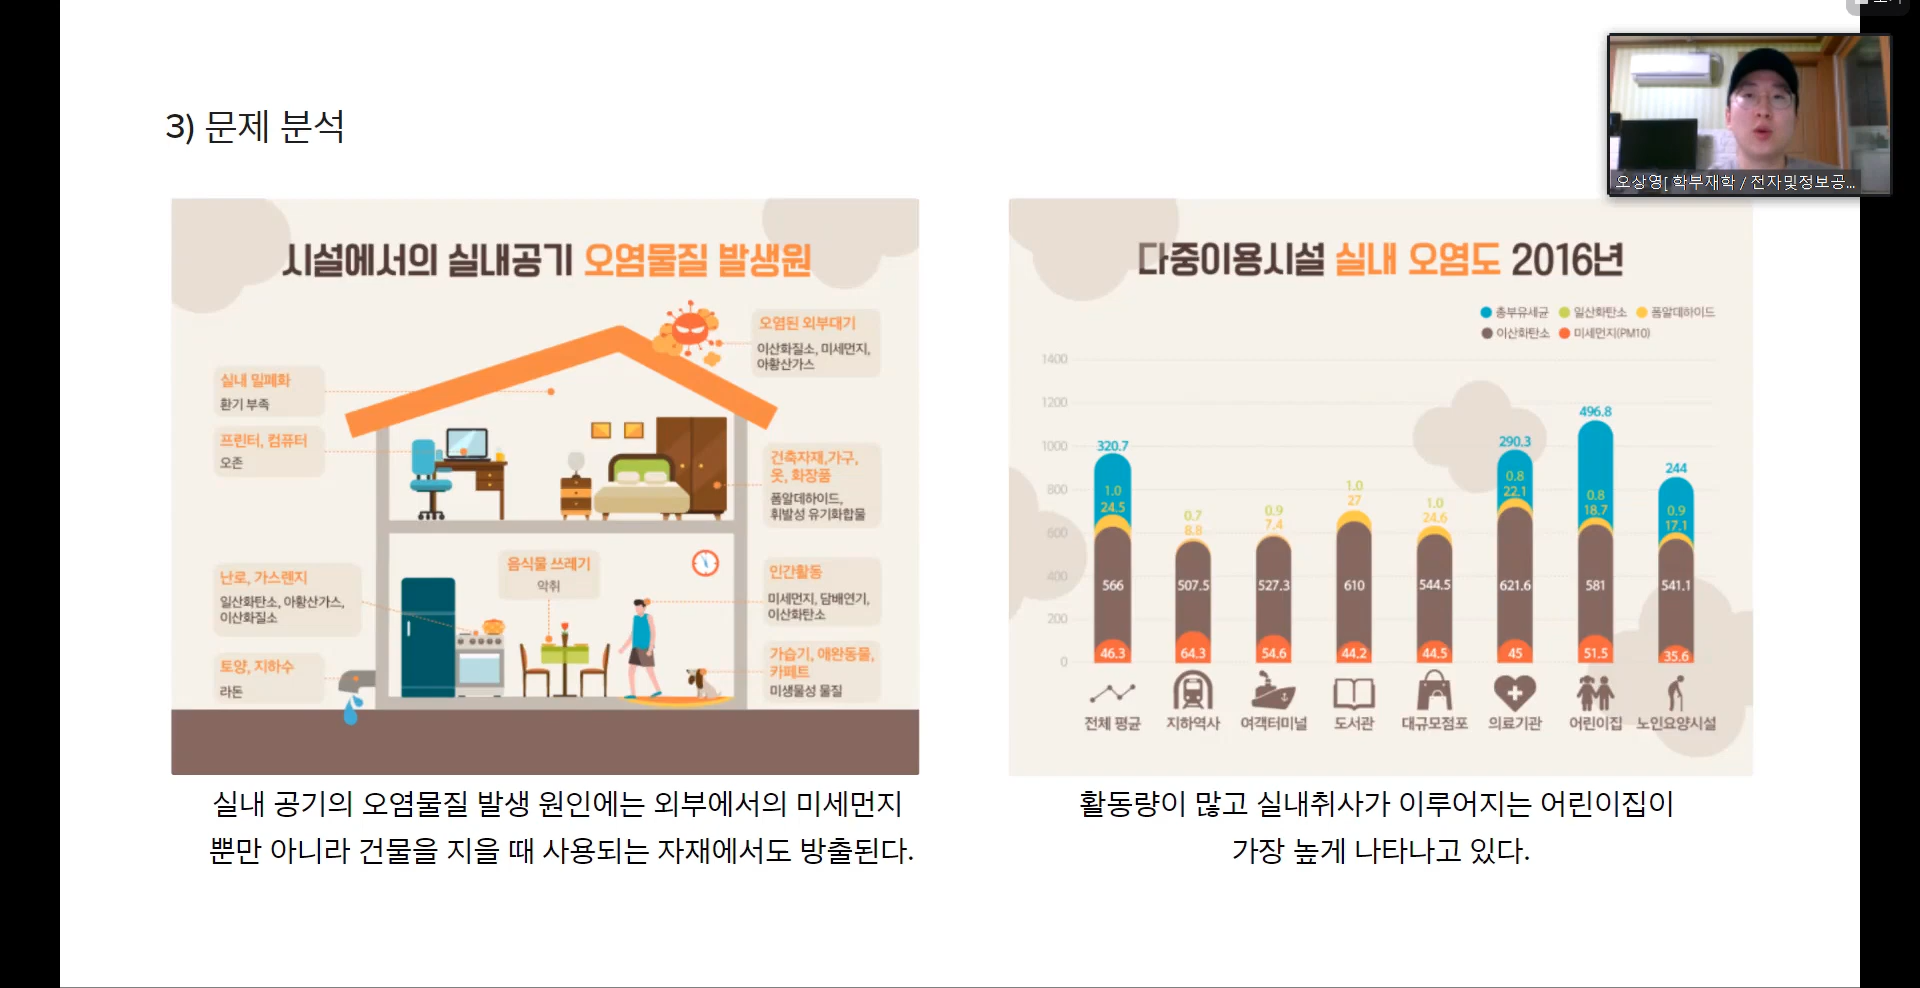 3) 문제 분석
오상영[ 학부재학 / 전자및정보공...
시설에서의 실내공기 오염물질 발생원
오염된 외부대기
이산화질소, 미세먼지,
아황산가스
실내 밀폐화
환기 부족
프린터, 컴퓨터
오존
건축자재,가구,
옷, 화장품
폼알데하이드,
휘발성 유기화합물
음식물 쓰레기
악취
난로, 가스렌지
일산화탄소, 아황산가스,
이산화질소
인간활동
미세먼지, 담배연기,
이산화탄소
토양, 지하수
라돈
가습기, 애완동물,
카페트
미생물성 물질
실내 공기의 오염물질 발생 원인에는 외부에서의 미세먼지
뿐만 아니라 건물을 지을 때 사용되는 자재에서도 방출된다.
다중이용시설 실내 오염도 2016년
총부유세균 일산화탄소 폼알데하이드
이산화탄소 미세먼지(PM10)
1400
1200
1000
800
600
400
200
0
320.7
1.0
24.5
566
46.3
0.7
8.8
507.5
64.3
0.9
7.4
527.3
54.6
1.0
27
610
44.2
1.0
24.6
544.5
44.5
290.3
0.8
22.1
621.6
45
496.8
0.8
18.7
581
51.5
244
0.9
17.1
541.1
35.6
전체 평균 지하역사 여객터미널 도서관 대규모점포 의료기관 어린이집 노인요양시설
활동량이 많고 실내취사가 이루어지는 어린이집이
가장 높게 나타나고 있다.